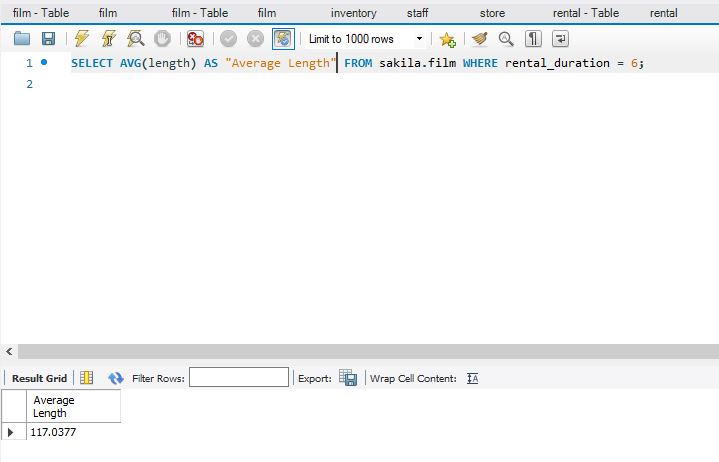 film - Table film film - Table film inventory staff store rental - Table rental
Limit to 1000 rows
1 SELECT AVG(length) AS "Average Length" FROM sakila.film WHERE rental_duration = 6;
2
Result Grid Filter Rows: Export: Wrap Cell Content: IA
Average
Length
117.0377